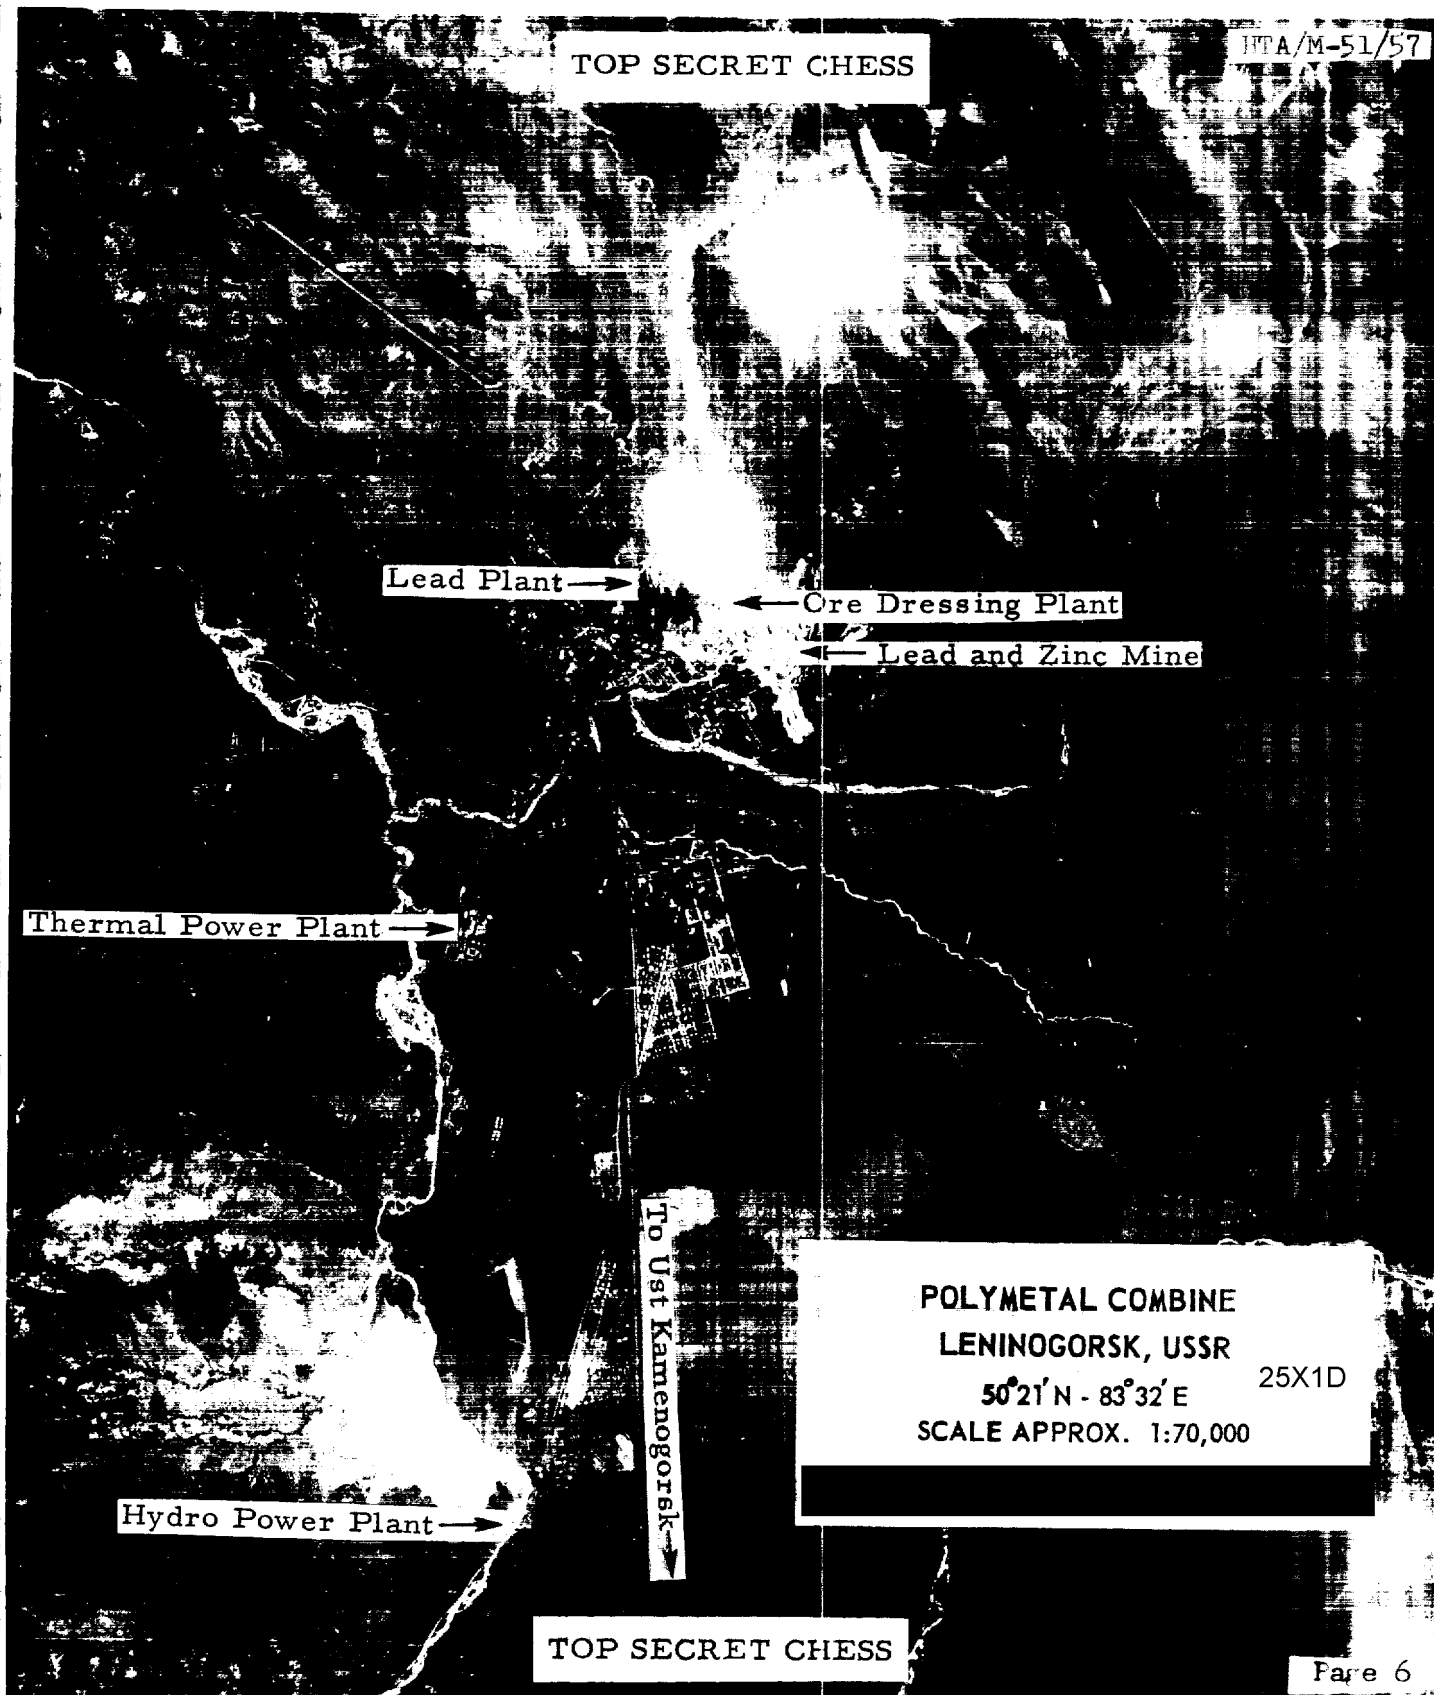 TOP SECRET CHESS
HTA/M-51/57
Lead Plant
Ore Dressing Plant
Lead and Zinc Mine
Thermal Power Plant
To Ust Kamenogorsk
POLYMETAL COMBINE
LENINOGORSK, USSR
50°21′N - 83°32′E
25X1D
SCALE APPROX. 1:70,000
Hydro Power Plant
TOP SECRET CHESS
Page 6